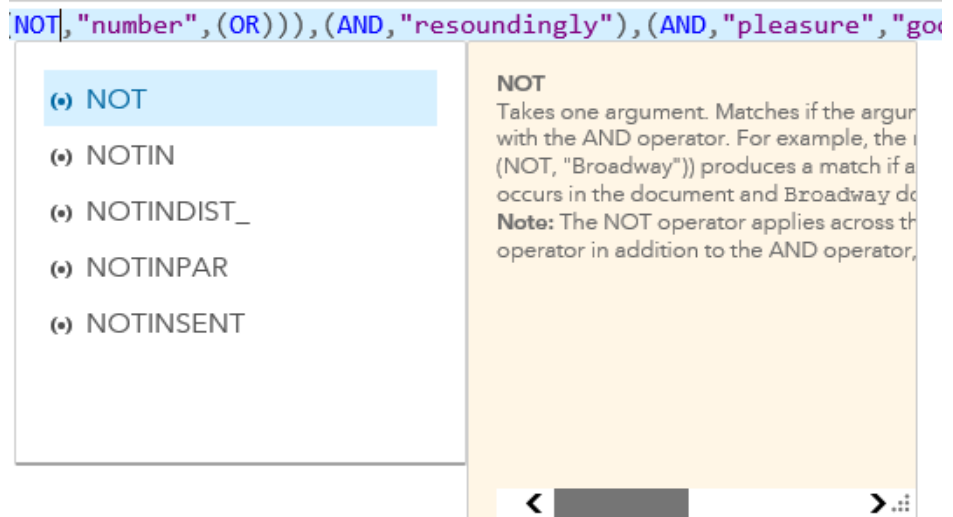 (NOT,"number",(OR))),(AND,"resoundingly"),(AND,"pleasure","goo
NOT
NOTIN
NOTINDIST_
NOTINPAR
NOTINSENT
NOT
Takes one argument. Matches if the argur
with the AND operator. For example, the
(NOT, "Broadway")) produces a match if a
occurs in the document and Broadway do
Note: The NOT operator applies across th
operator in addition to the AND operator,